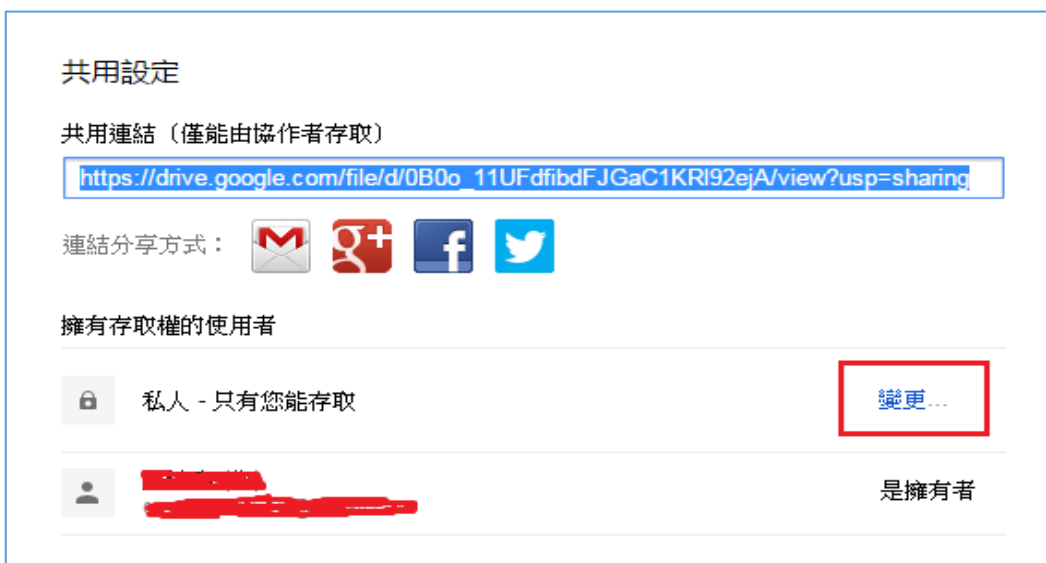 共用設定
共用連結（僅能由協作者存取）
https://drive.google.com/file/d/0B0o_11UFdfibdFJGaC1KRl92ejA/view?usp=sharing
連結分享方式：
擁有存取權的使用者
私人 - 只有您能存取 變更...
是擁有者